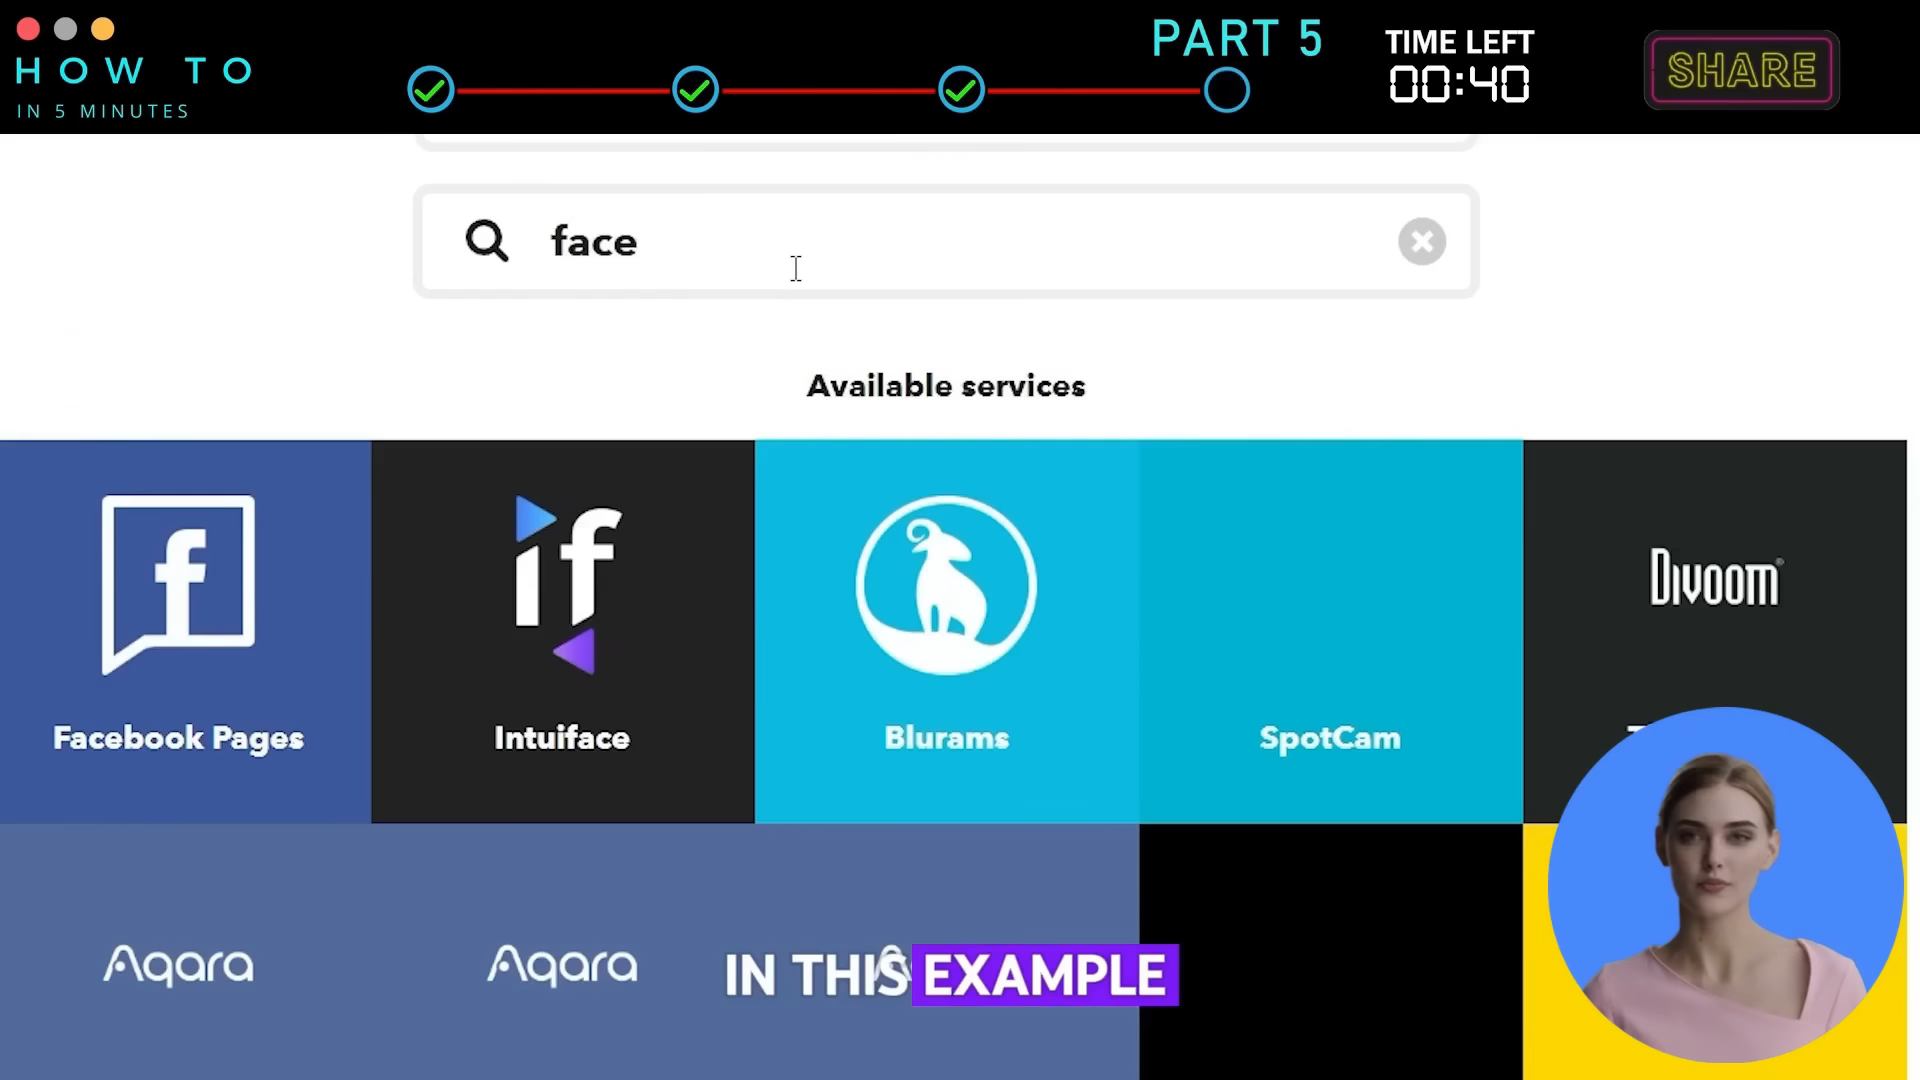 HOW TO
IN 5 MINUTES
PART 5
TIME LEFT
00:40
SHARE
face
Available services
f
if
Divoom
Facebook Pages
Intuiface
Blurams
SpotCam
Aqara
Aqara
IN THIS EXAMPLE